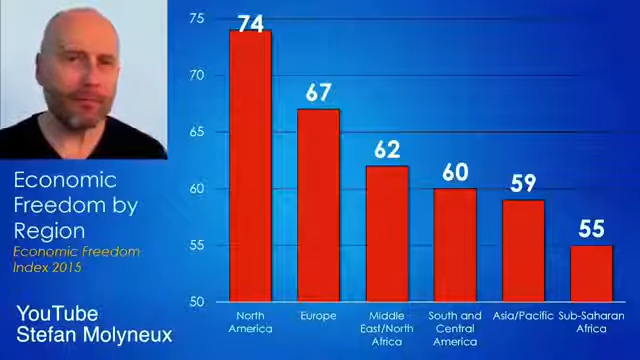 Economic
Freedom by
Region
Economic Freedom
Index 2015
YouTube
Stefan Molyneux
75
70
65
60
55
50
74
67
62
60
59
55
North
America
Europe
Middle
East/North
Africa
South and
Central
America
Asia/Pacific
Sub-Saharan
Africa